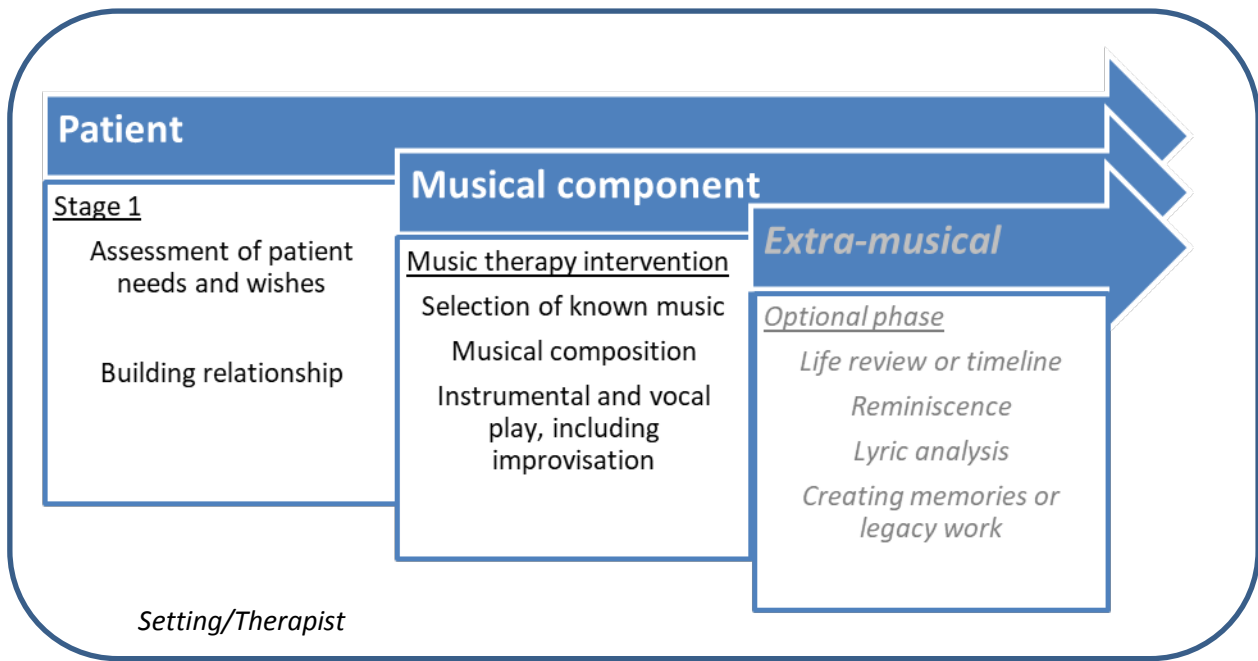 Patient
Stage 1
Assessment of patient
needs and wishes
Building relationship
Musical component
Music therapy intervention
Selection of known music
Musical composition
Instrumental and vocal
play, including
improvisation
Extra-musical
Optional phase
Life review or timeline
Reminiscence
Lyric analysis
Creating memories or
legacy work
Setting/Therapist